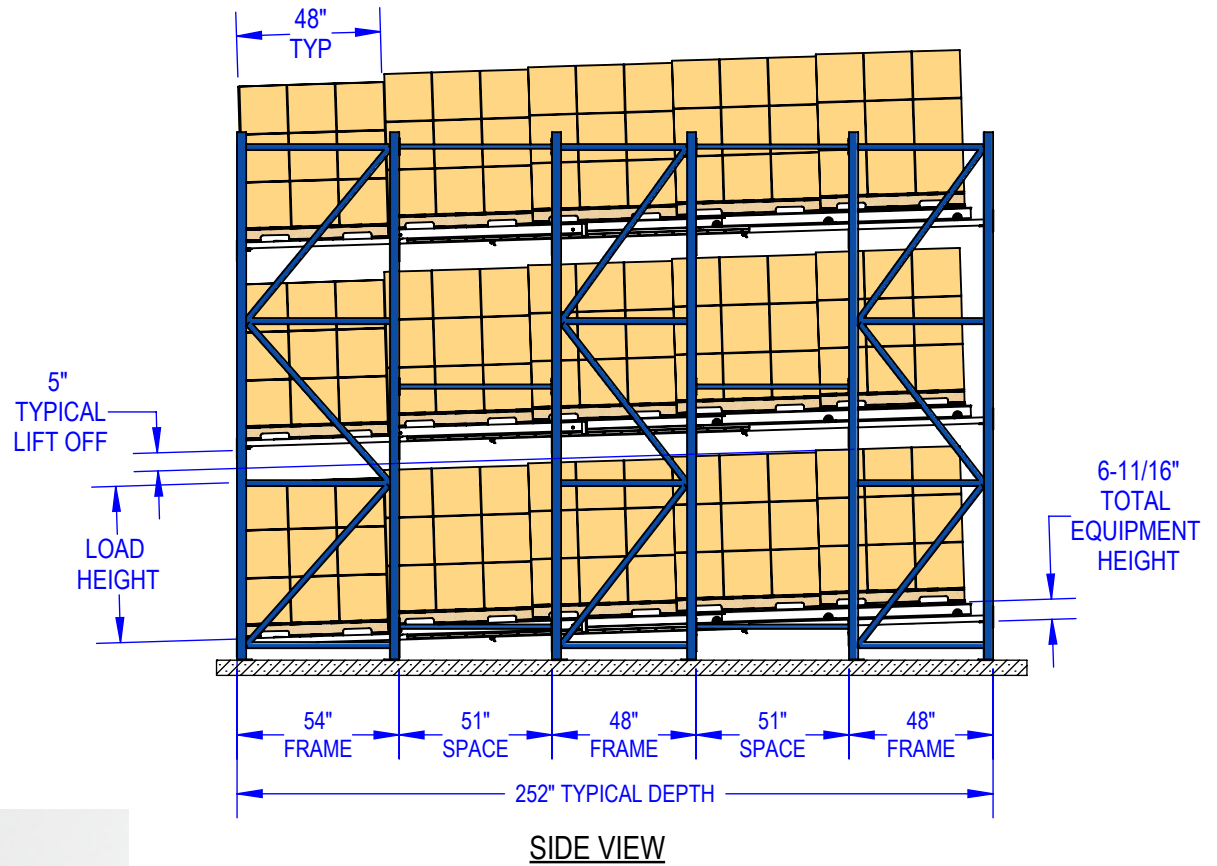 48"
TYP
5"
TYPICAL
LIFT OFF
LOAD
HEIGHT
6-11/16"
TOTAL
EQUIPMENT
HEIGHT
54"
FRAME
51"
SPACE
48"
FRAME
51"
SPACE
48"
FRAME
252" TYPICAL DEPTH
SIDE VIEW